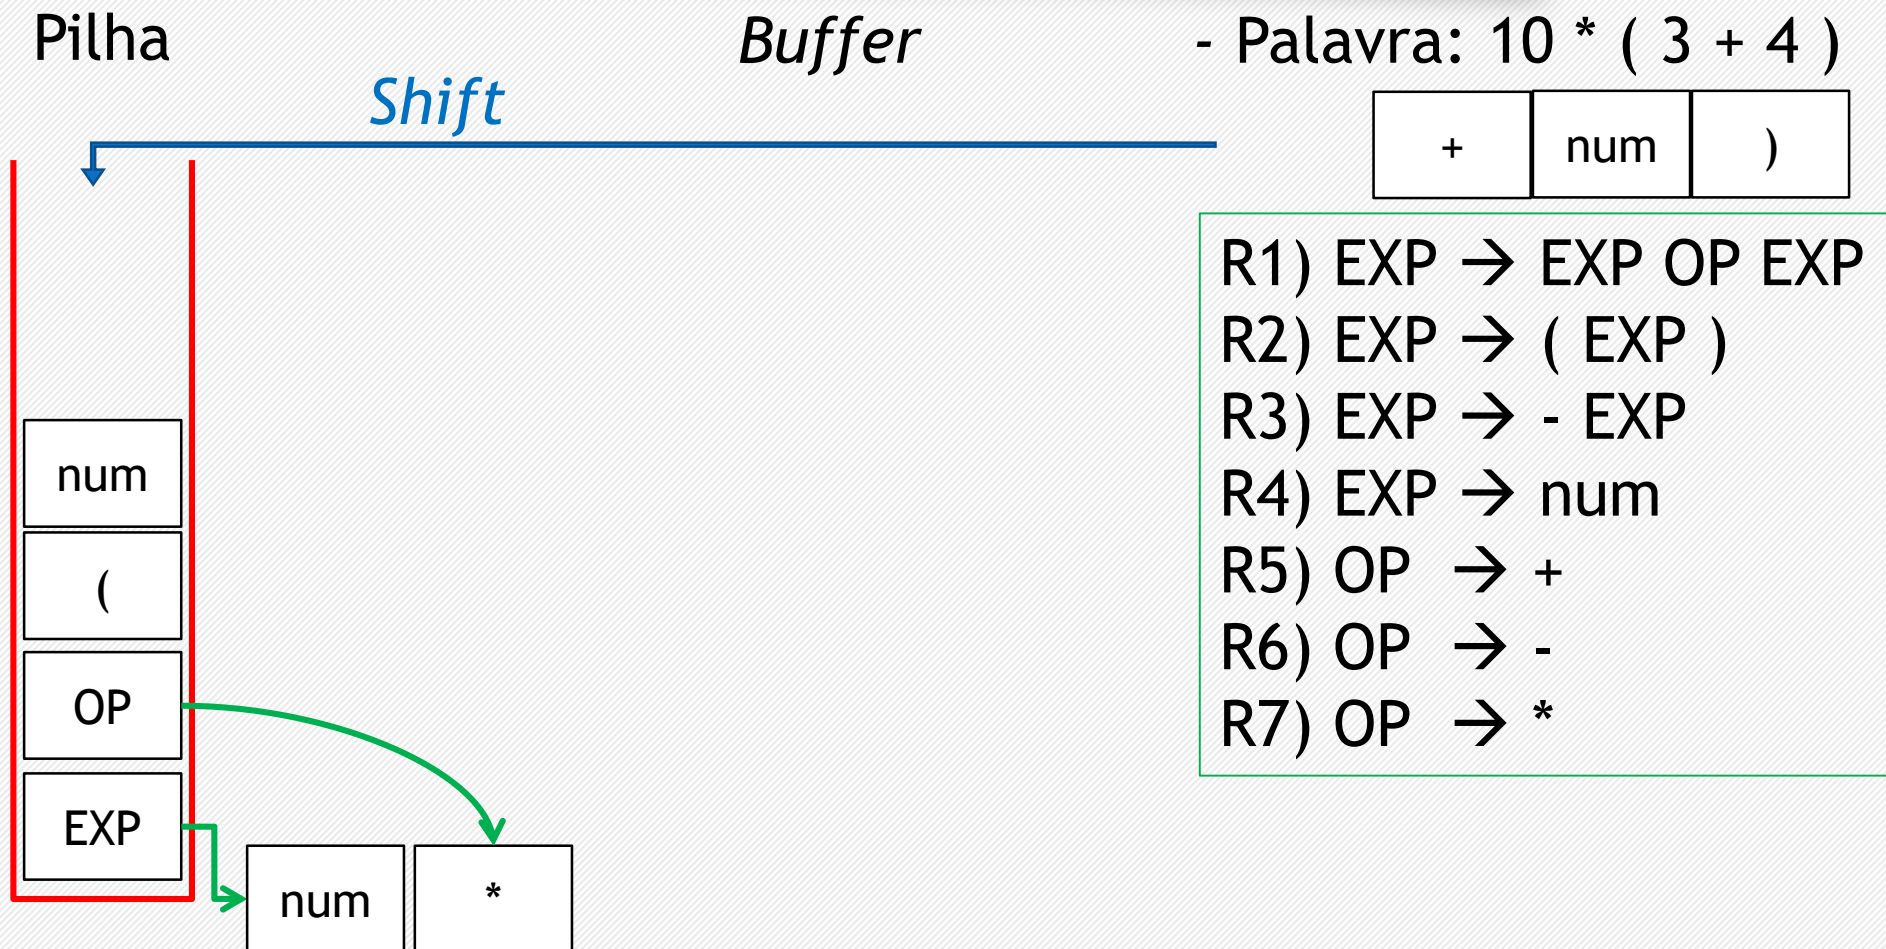 Pilha
Buffer
- Palavra: 10 * ( 3 + 4 )
Shift
+ num )
R1) EXP → EXP OP EXP
R2) EXP → ( EXP )
R3) EXP → - EXP
R4) EXP → num
R5) OP → +
R6) OP → -
R7) OP → *
num
(
OP
EXP
num *